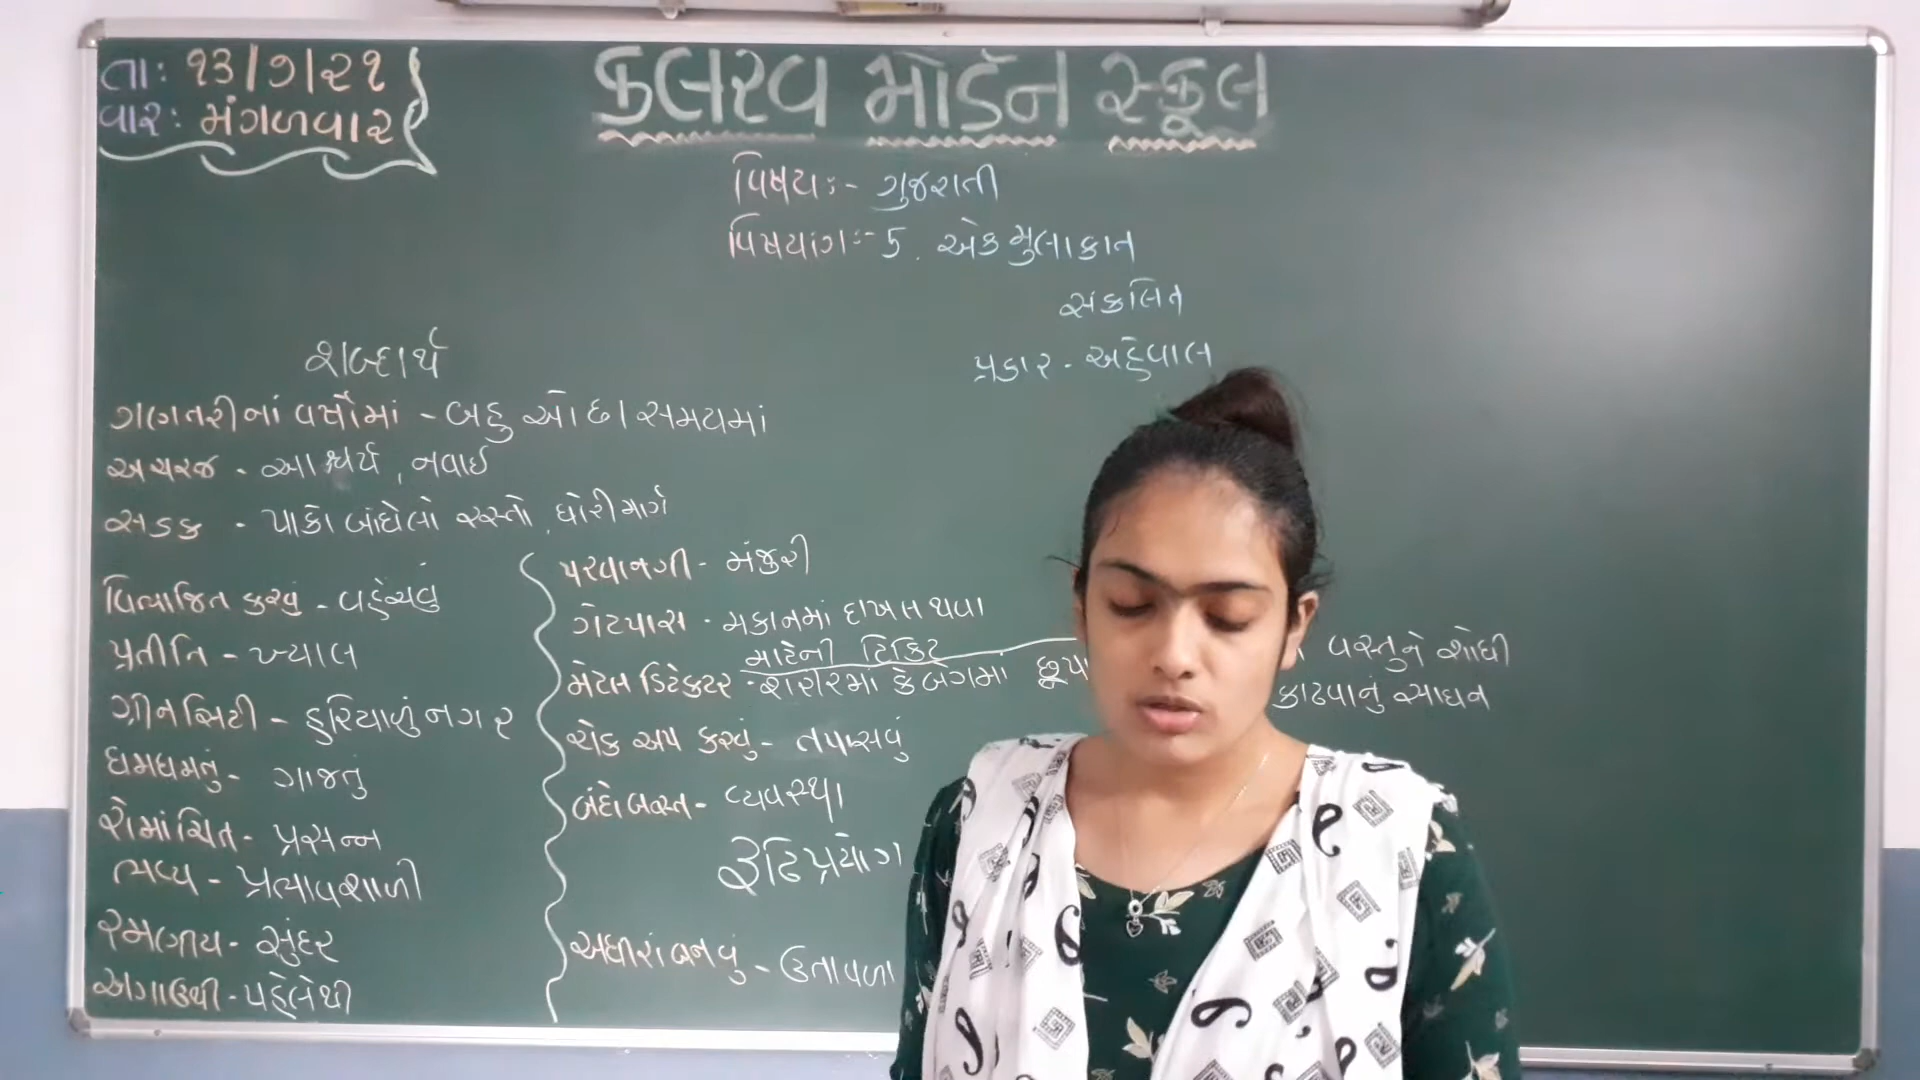 તા: ૧૩/૭/૨૧
વાર: મંગળવાર
કલરવ મોડૅન સ્કૂલ
વિષય:- ગુજરાતી
વિષયાંગ:- 5. એક મુલાકાત
સંકલિત
પ્રકાર - અહેવાલ
શબ્દાર્થ
ગણતરીનાં વર્ષોમાં - બહુ ઓછા સમયમાં
અચરજ - આશ્ચર્ય, નવાઈ
સડક - પાકો બાંધેલો રસ્તો, ધોરીમાર્ગ
વિભાજિત કરવું - વહેંચવું
પ્રતીતિ - ખ્યાલ
ગ્રીનસિટી - હરિયાળું નગર
ધમધમતું - ગાજતું
રોમાંચિત - પ્રસન્ન
ભવ્ય - પ્રભાવશાળી
રમણીય - સુંદર
અગાઉથી - પહેલેથી
પરવાનગી - મંજુરી
ગેટપાસ - મકાનમાં દાખલ થવા
માટેની ટિકિટ
મેટલ ડિટેક્ટર - શરીરમાં કે બેગમાં છૂપા વસ્તુને શોધી
કાઢવાનું સાધન
ચેક અપ કરવું - તપાસવું
બંદોબસ્ત - વ્યવસ્થા
રૂઢિપ્રયોગ
અધીરાં બનવું - ઉતાવળા